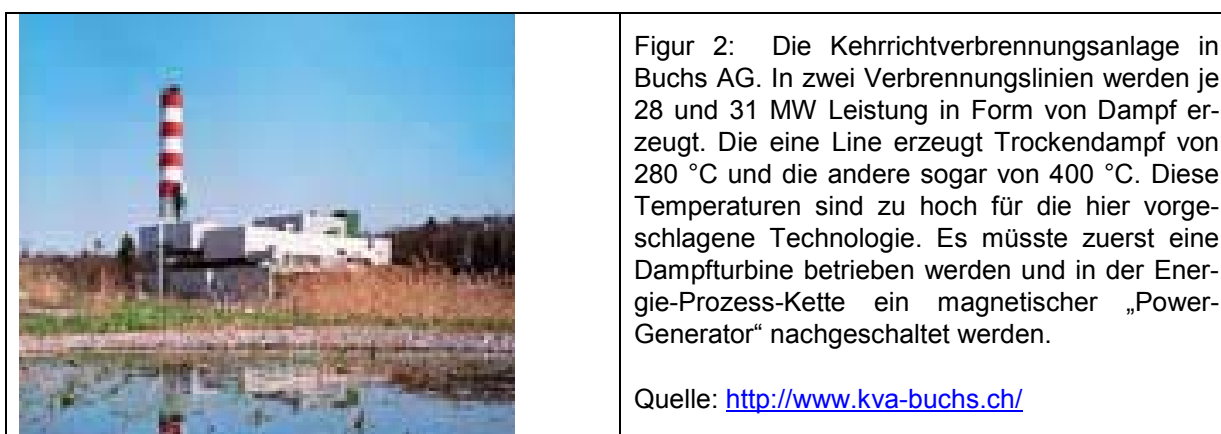 Figur 2: Die Kehrrichtverbrennungsanlage in
Buchs AG. In zwei Verbrennungslinien werden je
28 und 31 MW Leistung in Form von Dampf er-
zeugt. Die eine Line erzeugt Trockendampf von
280 °C und die andere sogar von 400 °C. Diese
Temperaturen sind zu hoch für die hier vorge-
schlagene Technologie. Es müsste zuerst eine
Dampfturbine betrieben werden und in der Ener-
gie-Prozess-Kette ein magnetischer „Power-
Generator“ nachgeschaltet werden.
Quelle: http://www.kva-buchs.ch/